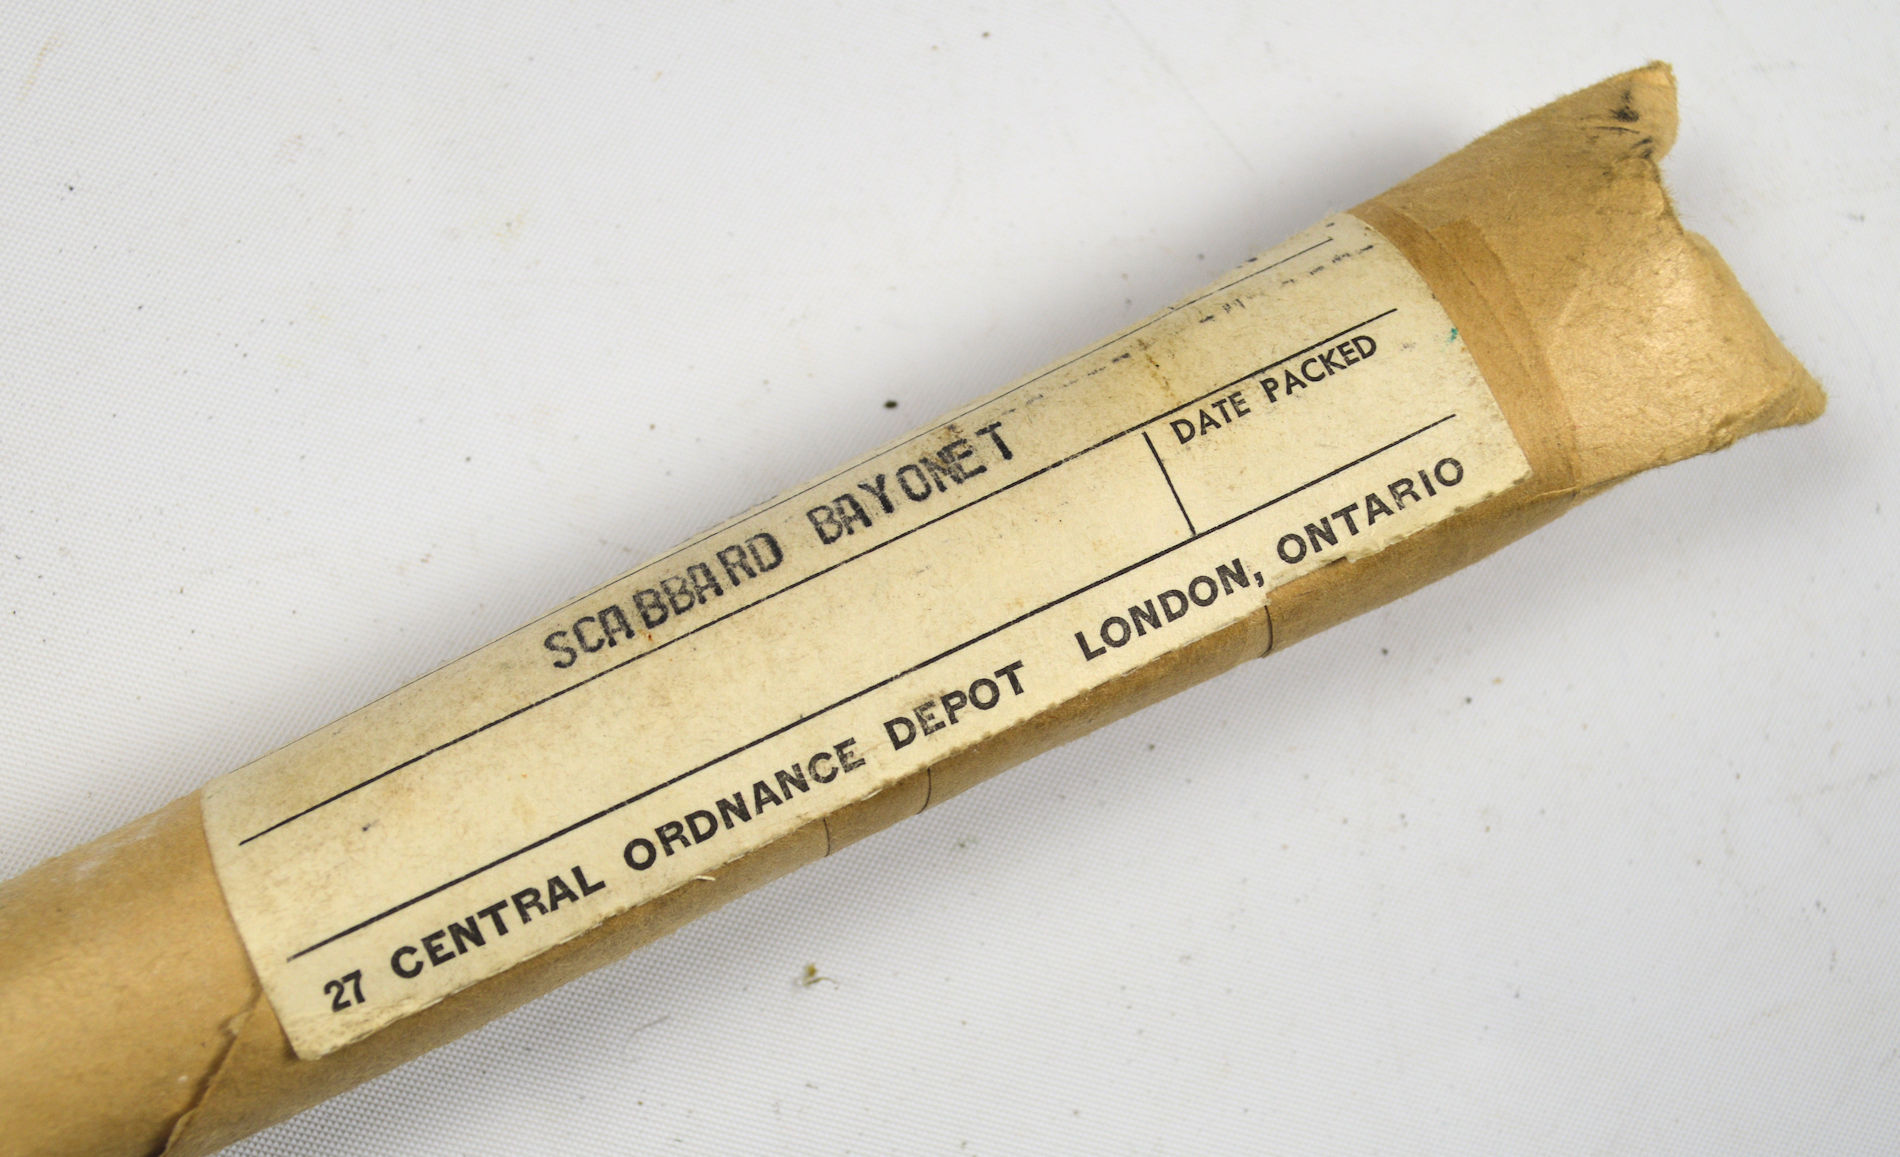 SCABBARD BAYONET
DATE PACKED
27 CENTRAL ORDNANCE DEPOT LONDON, ONTARIO